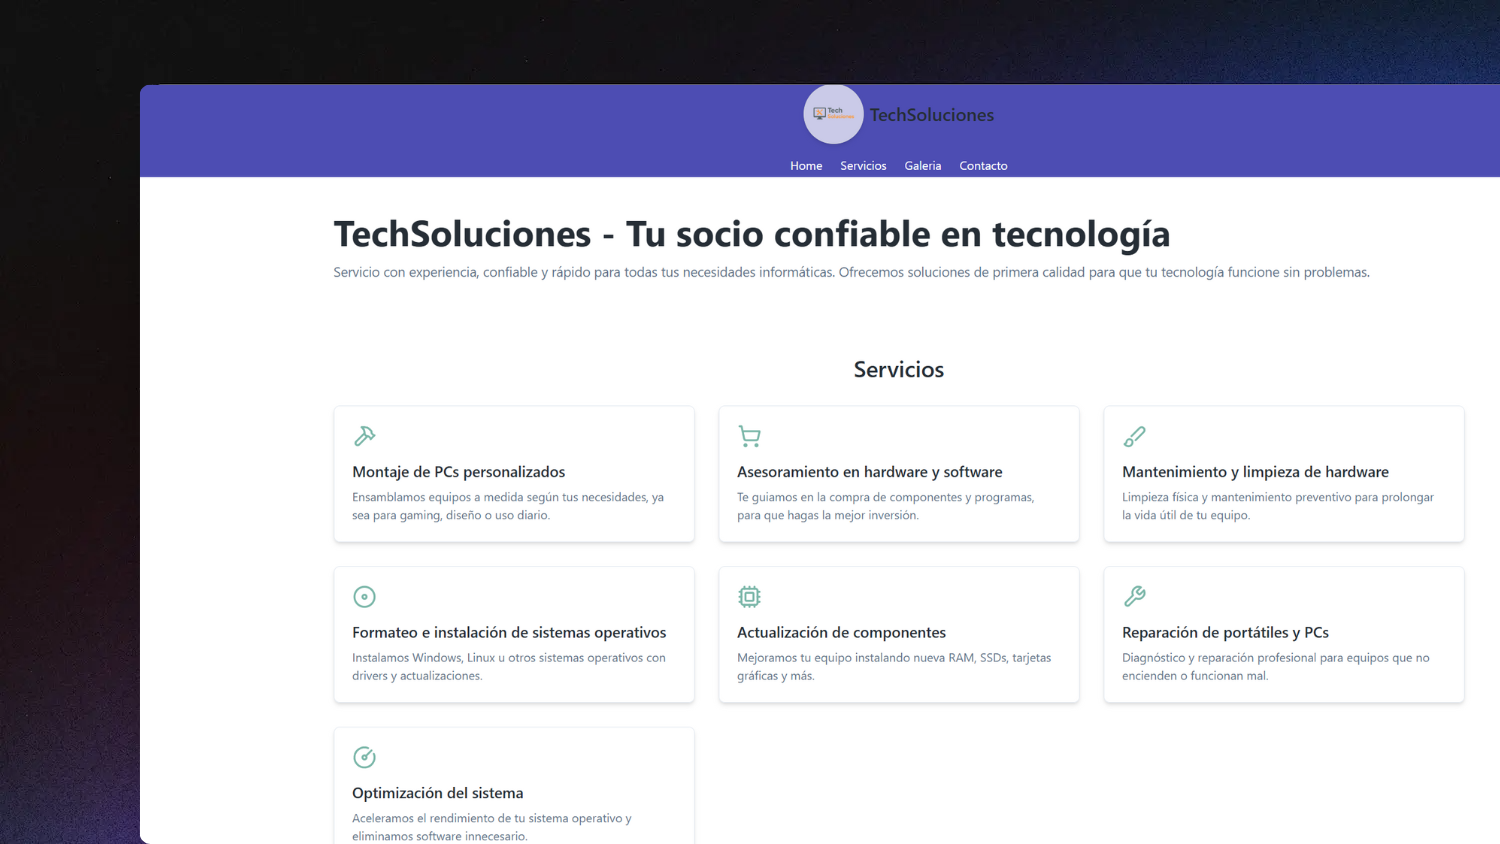 Tech
Soluciones
TechSoluciones
Home Servicios Galeria Contacto
TechSoluciones - Tu socio confiable en tecnología
Servicio con experiencia, confiable y rápido para todas tus necesidades informáticas. Ofrecemos soluciones de primera calidad para que tu tecnología funcione sin problemas.
Servicios
Montaje de PCs personalizados
Ensamblamos equipos a medida según tus necesidades, ya
sea para gaming, diseño o uso diario.
Asesoramiento en hardware y software
Te guiamos en la compra de componentes y programas,
para que hagas la mejor inversión.
Mantenimiento y limpieza de hardware
Limpieza física y mantenimiento preventivo para prolongar
la vida útil de tu equipo.
Formateo e instalación de sistemas operativos
Instalamos Windows, Linux u otros sistemas operativos con
drivers y actualizaciones.
Actualización de componentes
Mejoramos tu equipo instalando nueva RAM, SSDs, tarjetas
gráficas y más.
Reparación de portátiles y PCs
Diagnóstico y reparación profesional para equipos que no
encienden o funcionan mal.
Optimización del sistema
Aceleramos el rendimiento de tu sistema operativo y
eliminamos software innecesario.